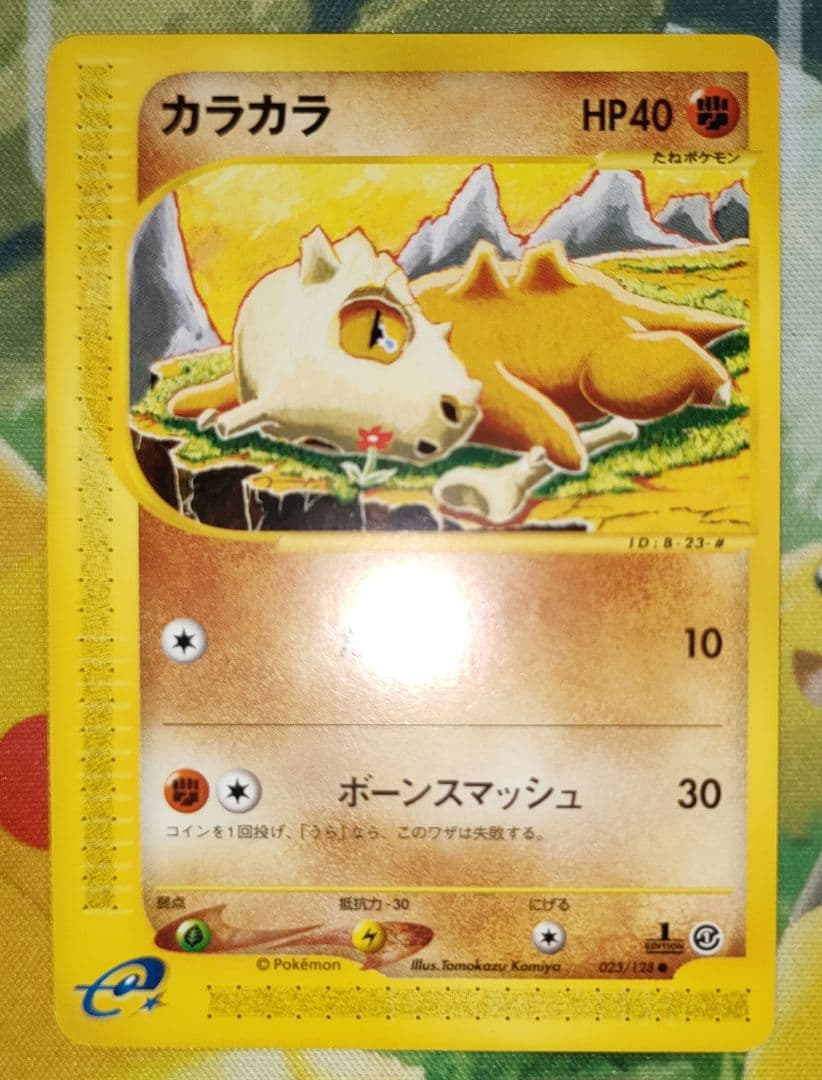 カラカラ HP40
たねポケモン
ID:B-23-#
10
ボーンスマッシュ 30
コインを1回投げ、「うら」なら、このワザは失敗する。
弱点 抵抗力-30 にげる
1 EDITION
©Pokémon Illus.Tomokazu Komiya 023/128 ●
e